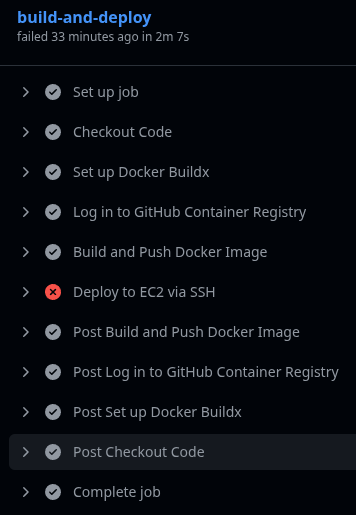 build-and-deploy
failed 33 minutes ago in 2m 7s
Set up job
Checkout Code
Set up Docker Buildx
Log in to GitHub Container Registry
Build and Push Docker Image
Deploy to EC2 via SSH
Post Build and Push Docker Image
Post Log in to GitHub Container Registry
Post Set up Docker Buildx
Post Checkout Code
Complete job